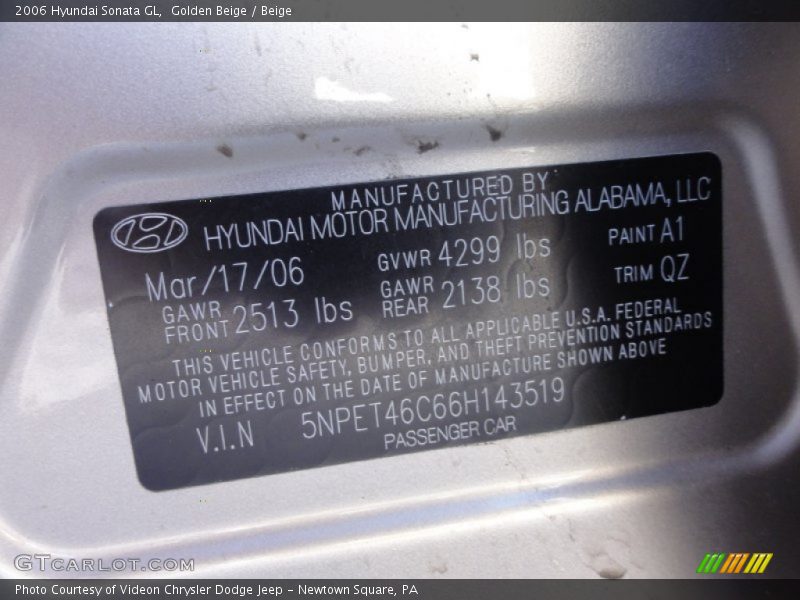 2006 Hyundai Sonata GL,  Golden Beige / Beige
MANUFACTURED BY
HYUNDAI MOTOR MANUFACTURING ALABAMA, LLC
Mar/17/06 GVWR 4299 lbs PAINT A1
GAWR FRONT 2513 lbs GAWR REAR 2138 lbs TRIM QZ
THIS VEHICLE CONFORMS TO ALL APPLICABLE U.S.A. FEDERAL
MOTOR VEHICLE SAFETY, BUMPER, AND THEFT PREVENTION STANDARDS
IN EFFECT ON THE DATE OF MANUFACTURE SHOWN ABOVE
V.I.N 5NPET46C66H143519
PASSENGER CAR
GTCARLOT.COM
Photo Courtesy of Videon Chrysler Dodge Jeep - Newtown Square, PA